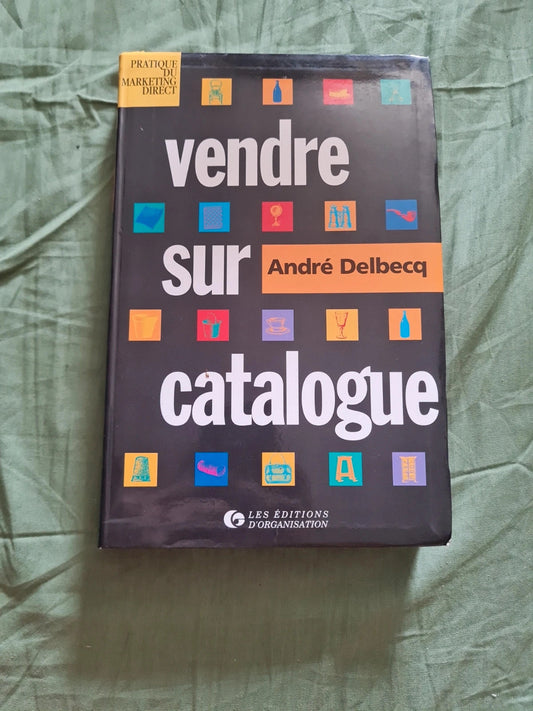 PRATIQUE
DU
MARKETING
DIRECT
vendre
sur
André Delbecq
catalogue
LES ÉDITIONS
D'ORGANISATION